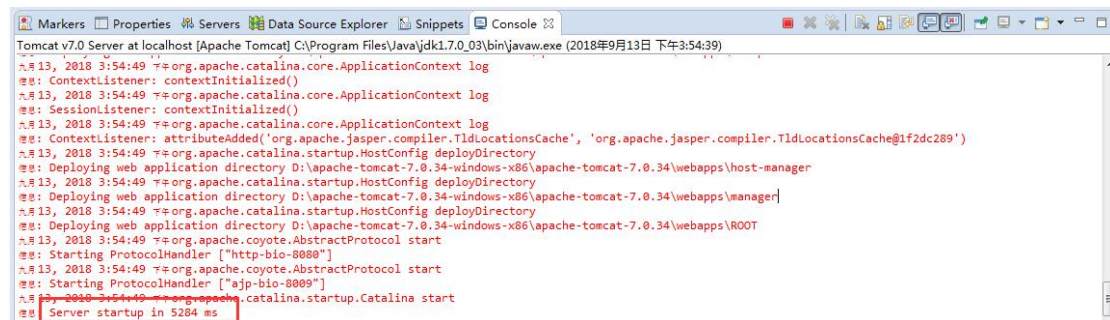 Markers Properties Servers Data Source Explorer Snippets Console
Tomcat v7.0 Server at localhost [Apache Tomcat] C:\Program Files\Java\jdk1.7.0_03\bin\javaw.exe (2018年9月13日 下午3:54:39)
九月 13, 2018 3:54:49 下午 org.apache.catalina.core.ApplicationContext log
信息: ContextListener: contextInitialized()
九月 13, 2018 3:54:49 下午 org.apache.catalina.core.ApplicationContext log
信息: SessionListener: contextInitialized()
九月 13, 2018 3:54:49 下午 org.apache.catalina.core.ApplicationContext log
信息: ContextListener: attributeAdded('org.apache.jasper.compiler.TldLocationsCache', 'org.apache.jasper.compiler.TldLocationsCache@1f2dc289')
九月 13, 2018 3:54:49 下午 org.apache.catalina.startup.HostConfig deployDirectory
信息: Deploying web application directory D:\apache-tomcat-7.0.34-windows-x86\apache-tomcat-7.0.34\webapps\host-manager
九月 13, 2018 3:54:49 下午 org.apache.catalina.startup.HostConfig deployDirectory
信息: Deploying web application directory D:\apache-tomcat-7.0.34-windows-x86\apache-tomcat-7.0.34\webapps\manager
九月 13, 2018 3:54:49 下午 org.apache.catalina.startup.HostConfig deployDirectory
信息: Deploying web application directory D:\apache-tomcat-7.0.34-windows-x86\apache-tomcat-7.0.34\webapps\ROOT
九月 13, 2018 3:54:49 下午 org.apache.coyote.AbstractProtocol start
信息: Starting ProtocolHandler ["http-bio-8080"]
九月 13, 2018 3:54:49 下午 org.apache.coyote.AbstractProtocol start
信息: Starting ProtocolHandler ["ajp-bio-8009"]
九月 13, 2018 3:54:49 下午 org.apache.catalina.startup.Catalina start
信息: Server startup in 5284 ms